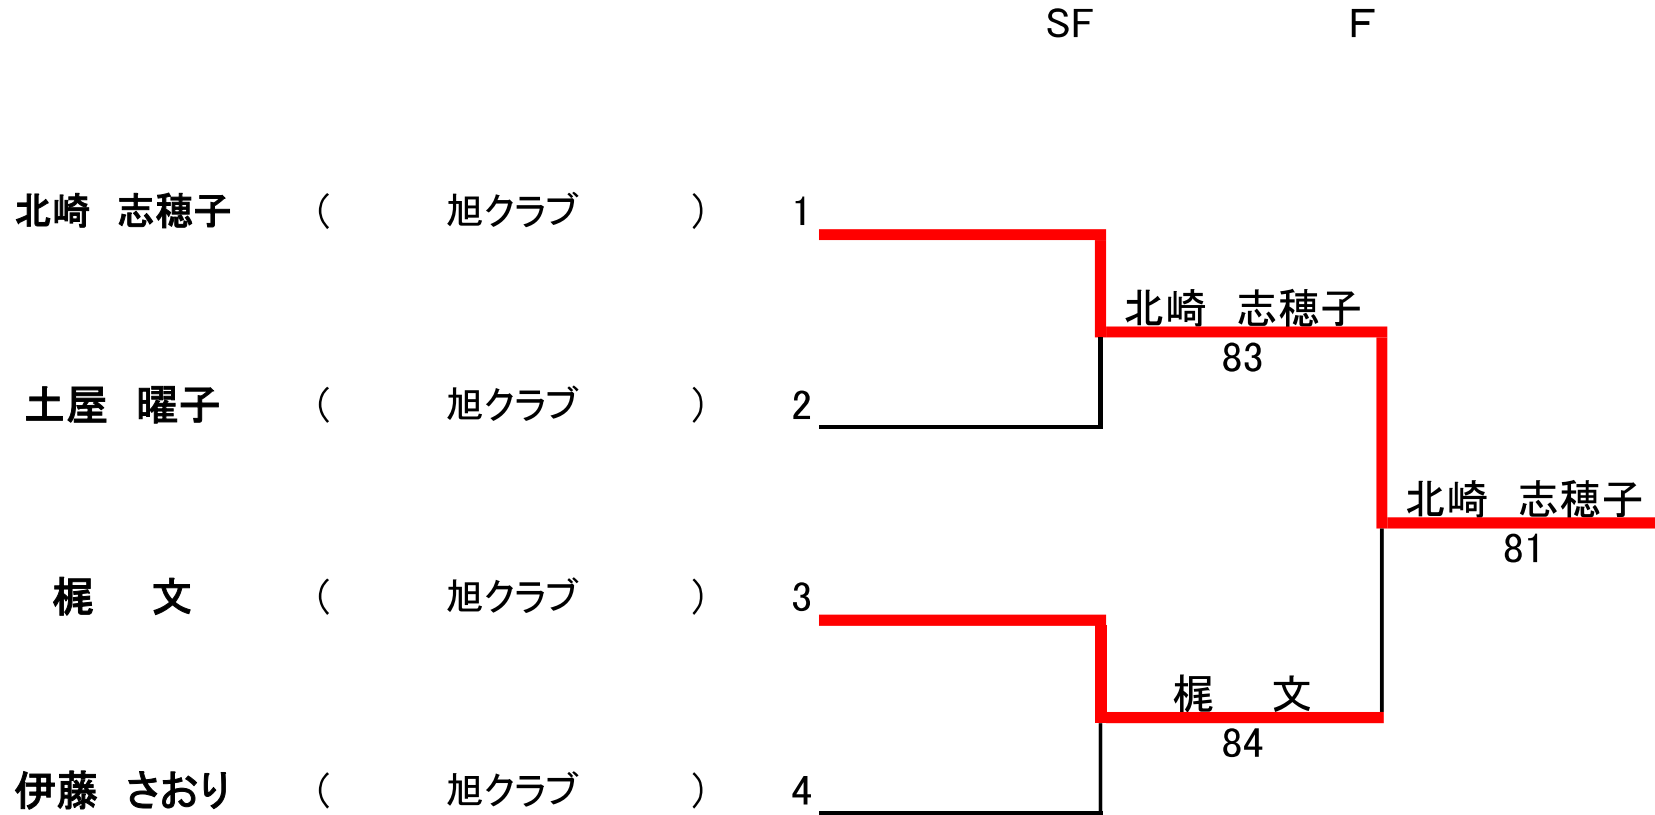 SF F
北崎 志穂子 ( 旭クラブ ) 1
北崎 志穂子
83
土屋 曜子 ( 旭クラブ ) 2
北崎 志穂子
81
梶 文 ( 旭クラブ ) 3
梶 文
84
伊藤 さおり ( 旭クラブ ) 4